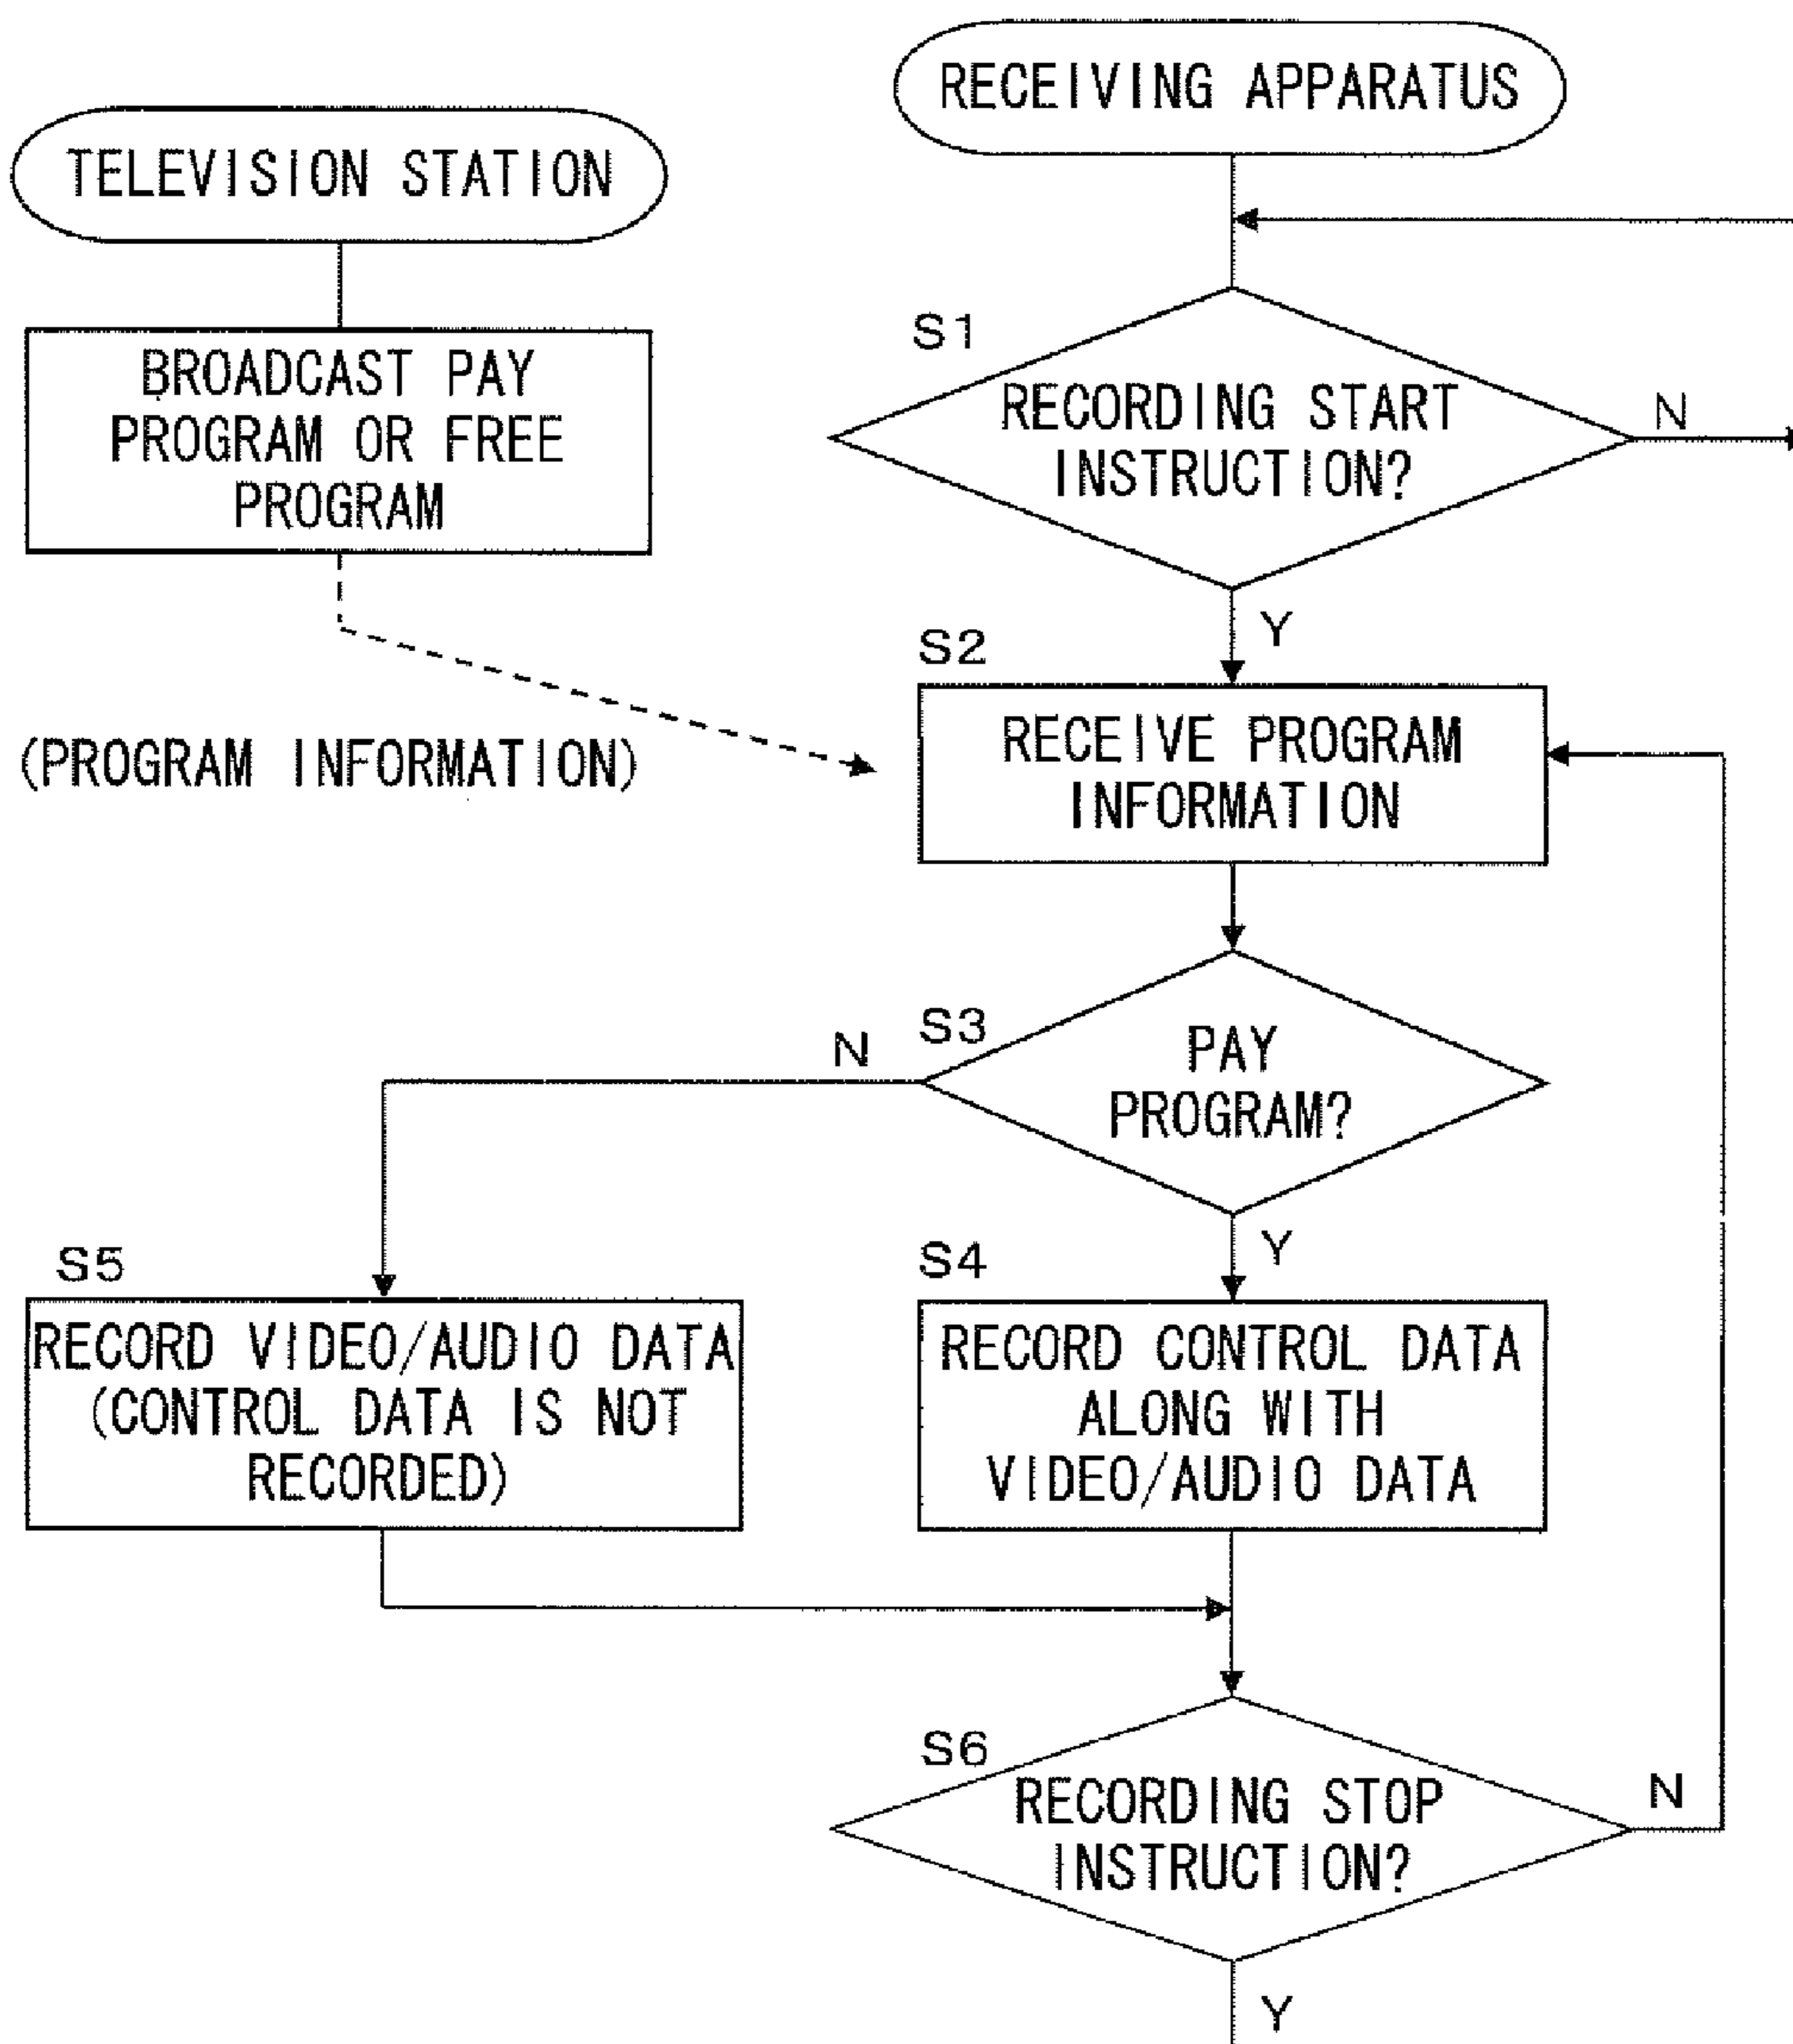 RECEIVING APPARATUS
TELEVISION STATION
BROADCAST PAY
PROGRAM OR FREE
PROGRAM
S1
RECORDING START
INSTRUCTION?
N
Y
(PROGRAM INFORMATION)
S2
RECEIVE PROGRAM
INFORMATION
S3
PAY
PROGRAM?
N
Y
S5
RECORD VIDEO/AUDIO DATA
(CONTROL DATA IS NOT
RECORDED)
S4
RECORD CONTROL DATA
ALONG WITH
VIDEO/AUDIO DATA
S6
RECORDING STOP
INSTRUCTION?
N
Y